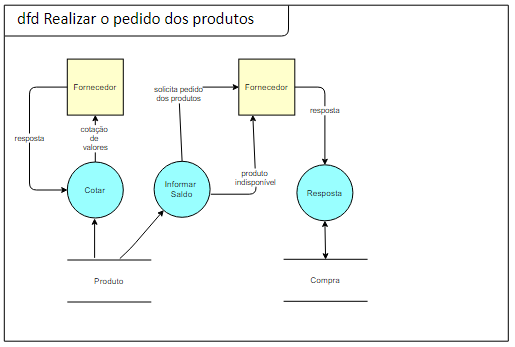 dfd Realizar o pedido dos produtos
Fornecedor
solicita pedido
dos produtos
Fornecedor
resposta
cotação
de
valores
resposta
Cotar
Informar
Saldo
produto
indisponível
Resposta
Produto
Compra